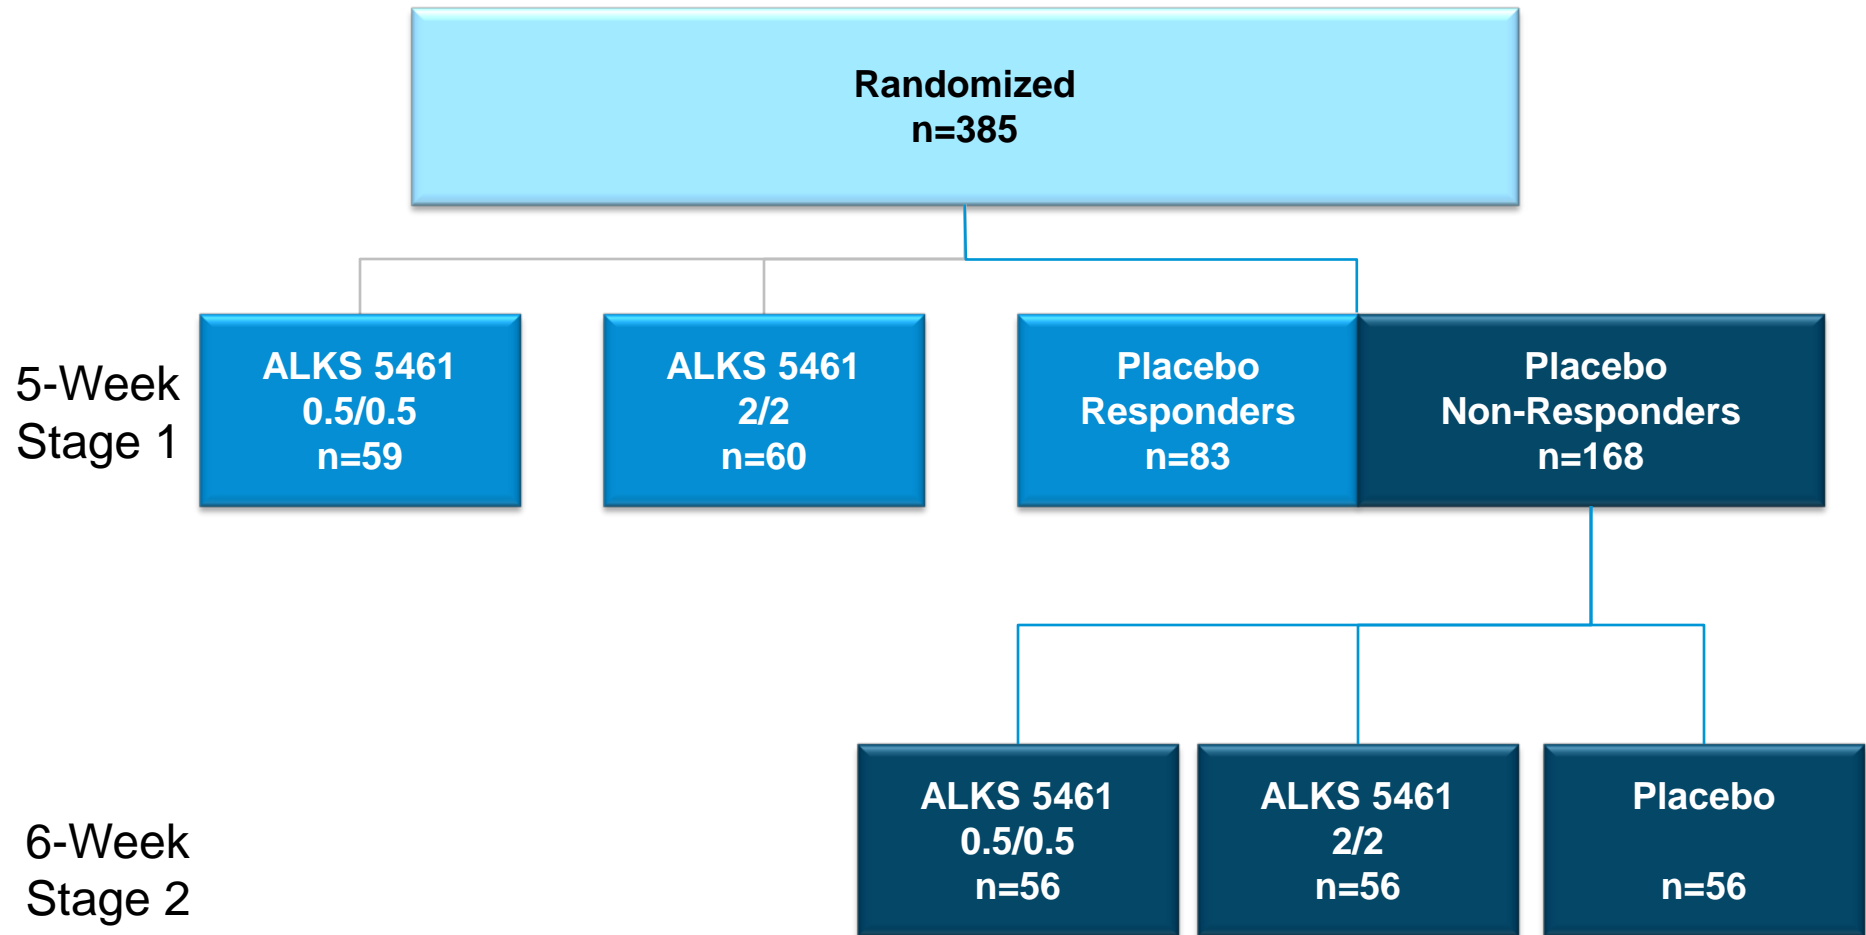 Randomized
n=385
5-Week
Stage 1
ALKS 5461
0.5/0.5
n=59
ALKS 5461
2/2
n=60
Placebo
Responders
n=83
Placebo
Non-Responders
n=168
6-Week
Stage 2
ALKS 5461
0.5/0.5
n=56
ALKS 5461
2/2
n=56
Placebo
n=56